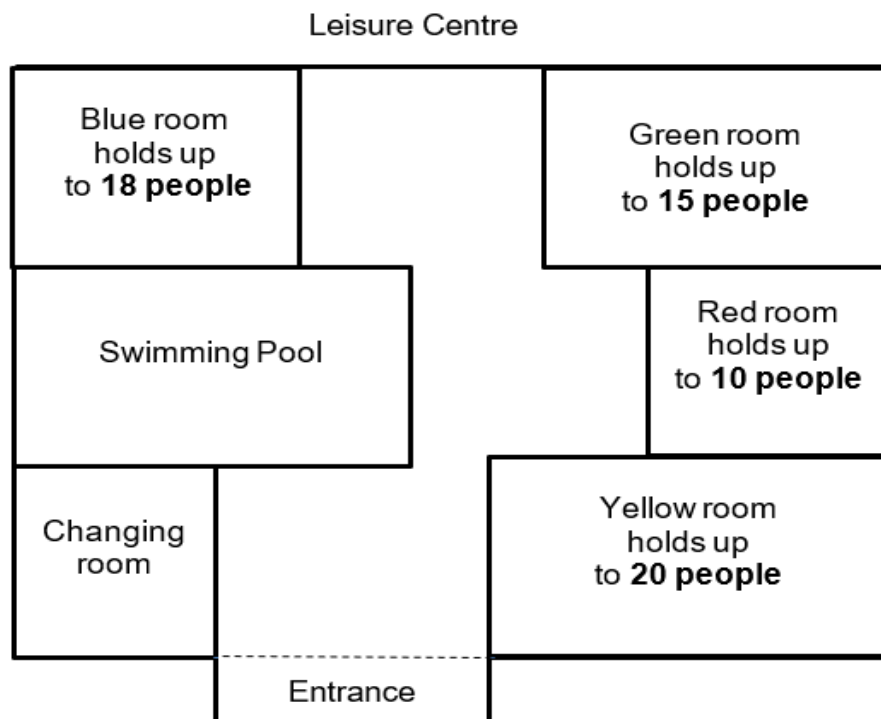 Leisure Centre
Blue room
holds up
to 18 people
Green room
holds up
to 15 people
Swimming Pool
Red room
holds up
to 10 people
Changing
room
Yellow room
holds up
to 20 people
Entrance